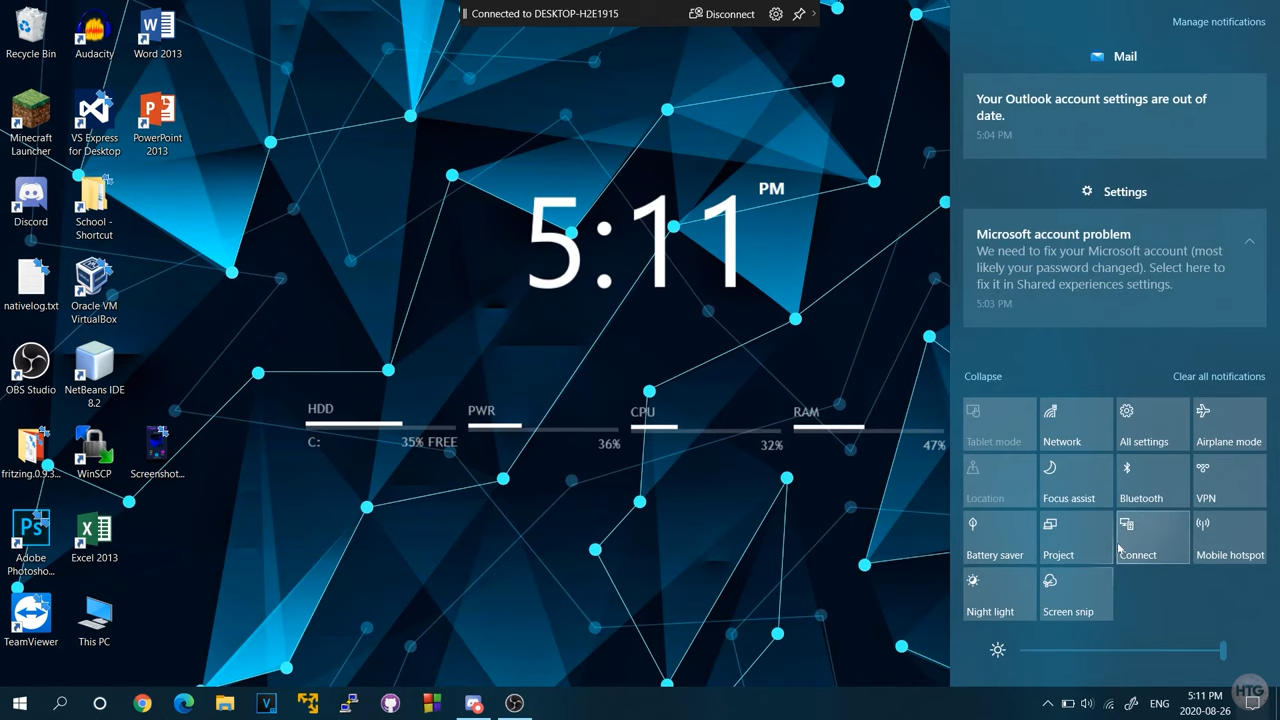 Connected to DESKTOP-H2E1915
Disconnect
Recycle Bin
Audacity
Word 2013
Minecraft
Launcher
VS Express
for Desktop
PowerPoint
2013
Discord
School -
Shortcut
nativelog.txt
Oracle VM
VirtualBox
OBS Studio
NetBeans IDE
8.2
fritzing.0.9.3...
WinSCP
Screenshot...
Adobe
Photosho...
Excel 2013
TeamViewer
This PC
5:11
PM
HDD
C:
35% FREE
PWR
36%
CPU
32%
RAM
47%
Manage notifications
Mail
Your Outlook account settings are out of
date.
5:04 PM
Settings
Microsoft account problem
We need to fix your Microsoft account (most
likely your password changed). Select here to
fix it in Shared experiences settings.
5:03 PM
Collapse
Clear all notifications
Tablet mode
Network
All settings
Airplane mode
Location
Focus assist
Bluetooth
VPN
Battery saver
Project
Connect
Mobile hotspot
Night light
Screen snip
ENG
5:11 PM
2020-08-26
HTG